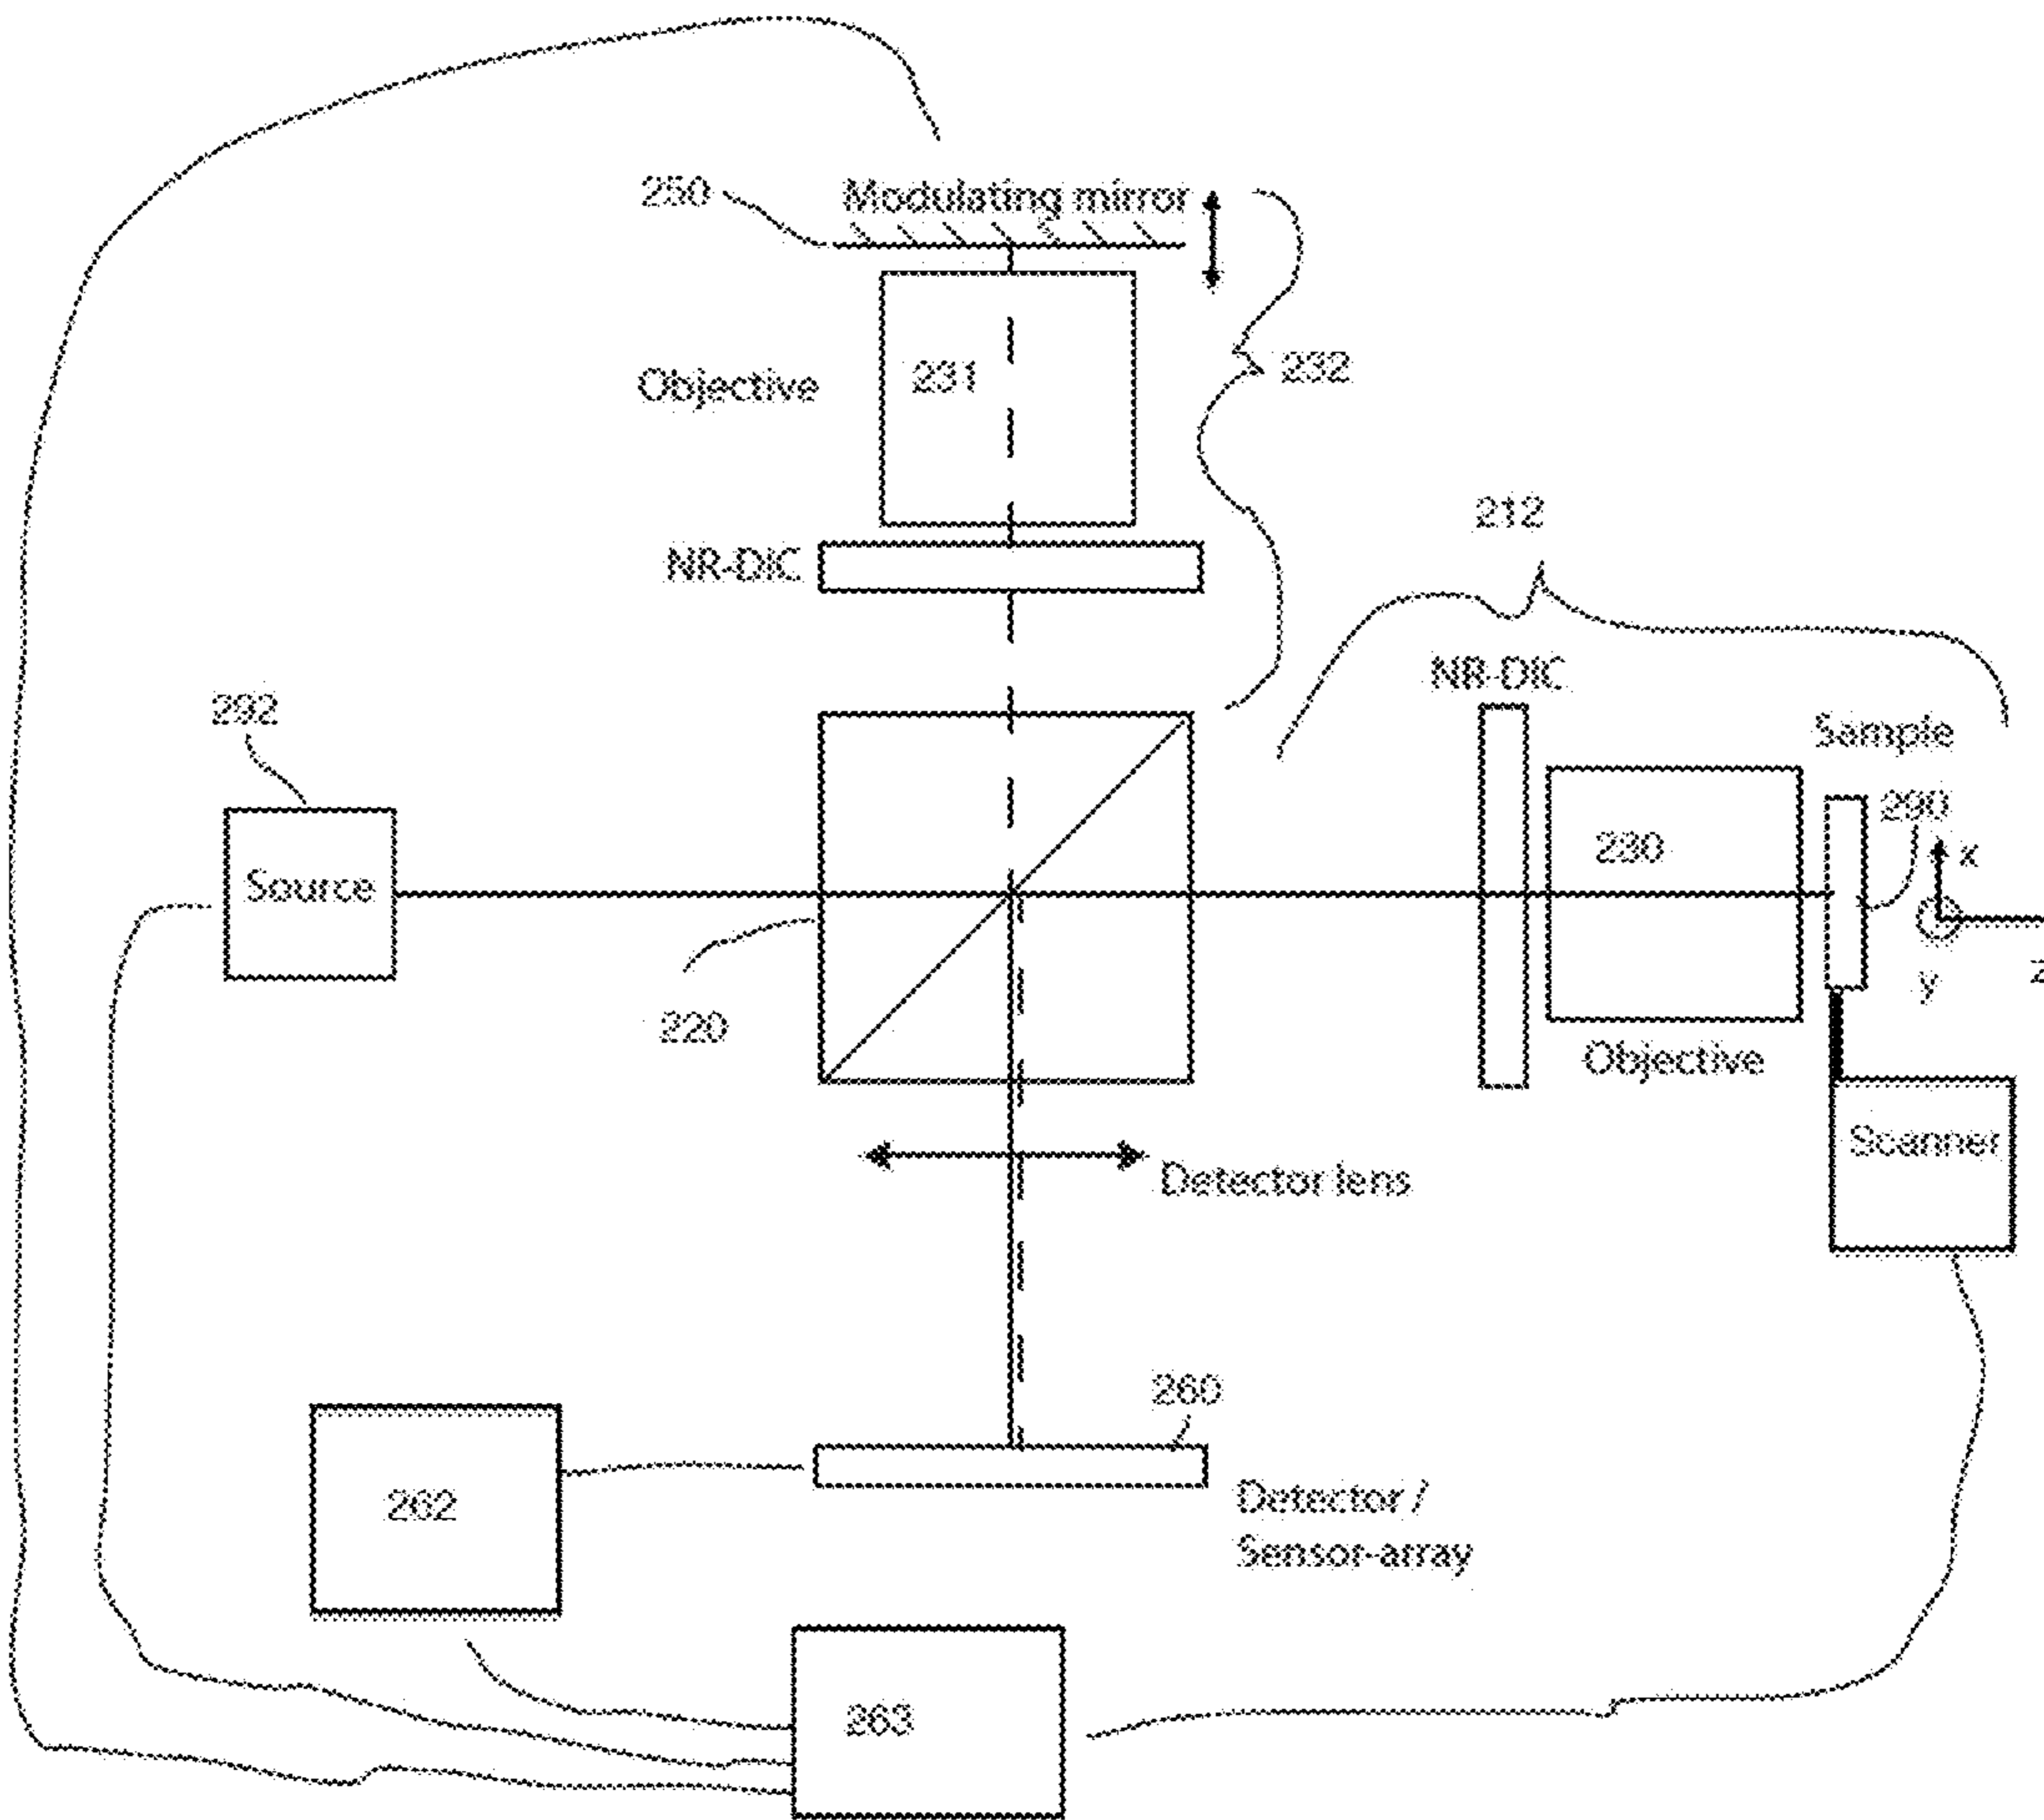 250
Modulating mirror
Objective
231
232
NR-DIC
212
NR-DIC
292
Sample
290
230
x
Source
y
z
220
Objective
Scanner
Detector lens
260
262
Detector /
Sensor-array
263